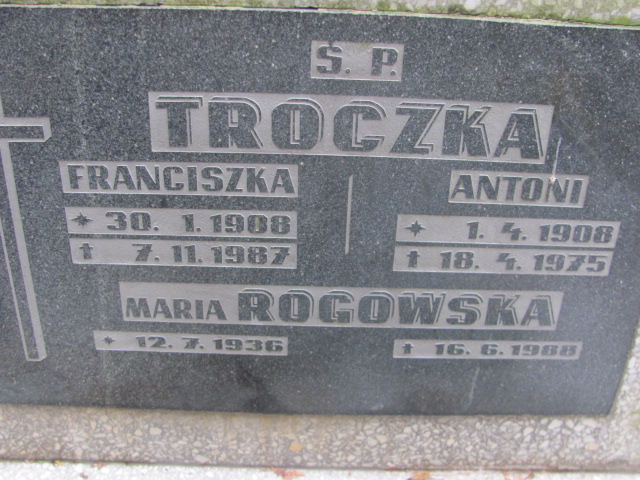 Ś. P.
TROCZKA
FRANCISZKA ANTONI
* 30. 1. 1908 * 1. 4. 1908
† 7. 11. 1987 † 18. 4. 1975
MARIA ROGOWSKA
* 12. 7. 1936 † 16. 6. 1988